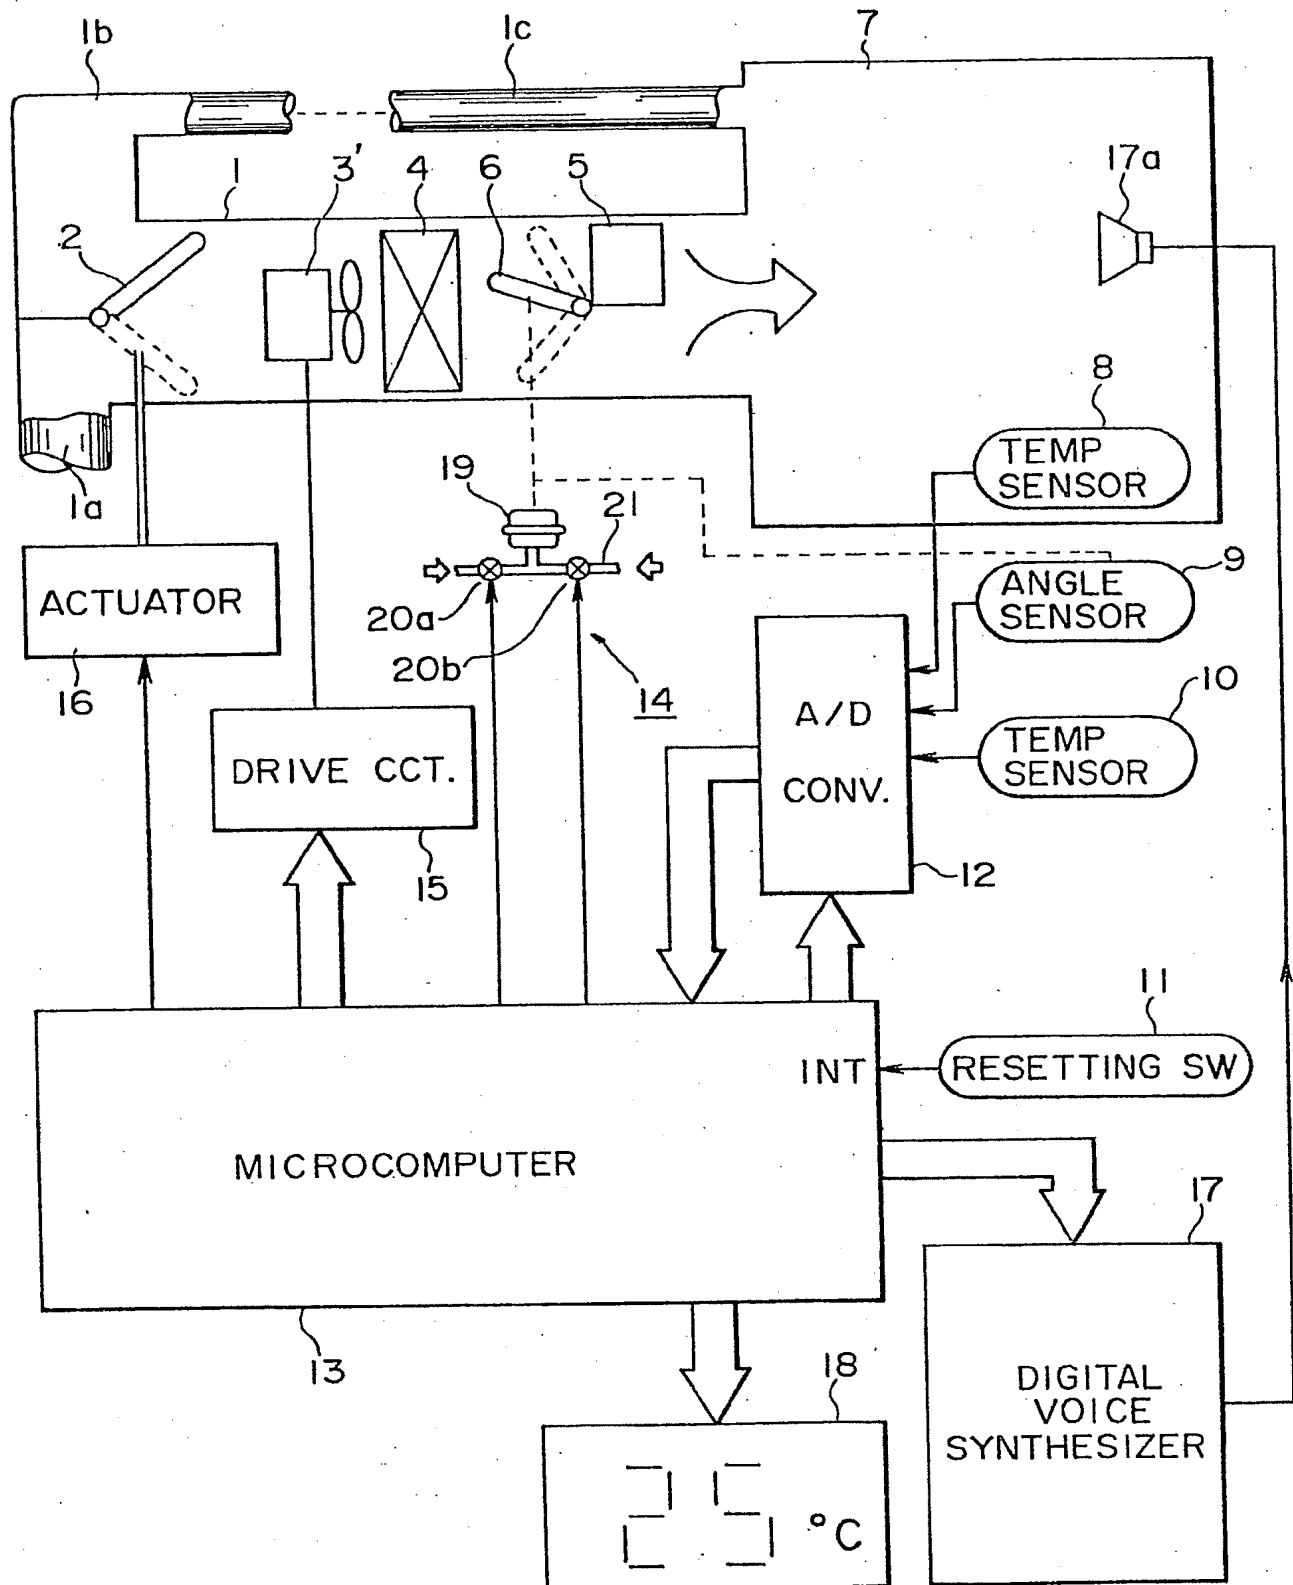 1b
1c
7
1
3'
4
6
5
17a
2
8
TEMP
SENSOR
1a
19
21
ACTUATOR
9
ANGLE
SENSOR
20a
20b
16
14
10
A/D
CONV.
TEMP
SENSOR
DRIVE CCT.
15
12
11
INT
RESETTING SW
MICROCOMPUTER
17
13
18
DIGITAL
VOICE
SYNTHESIZER
25 °C